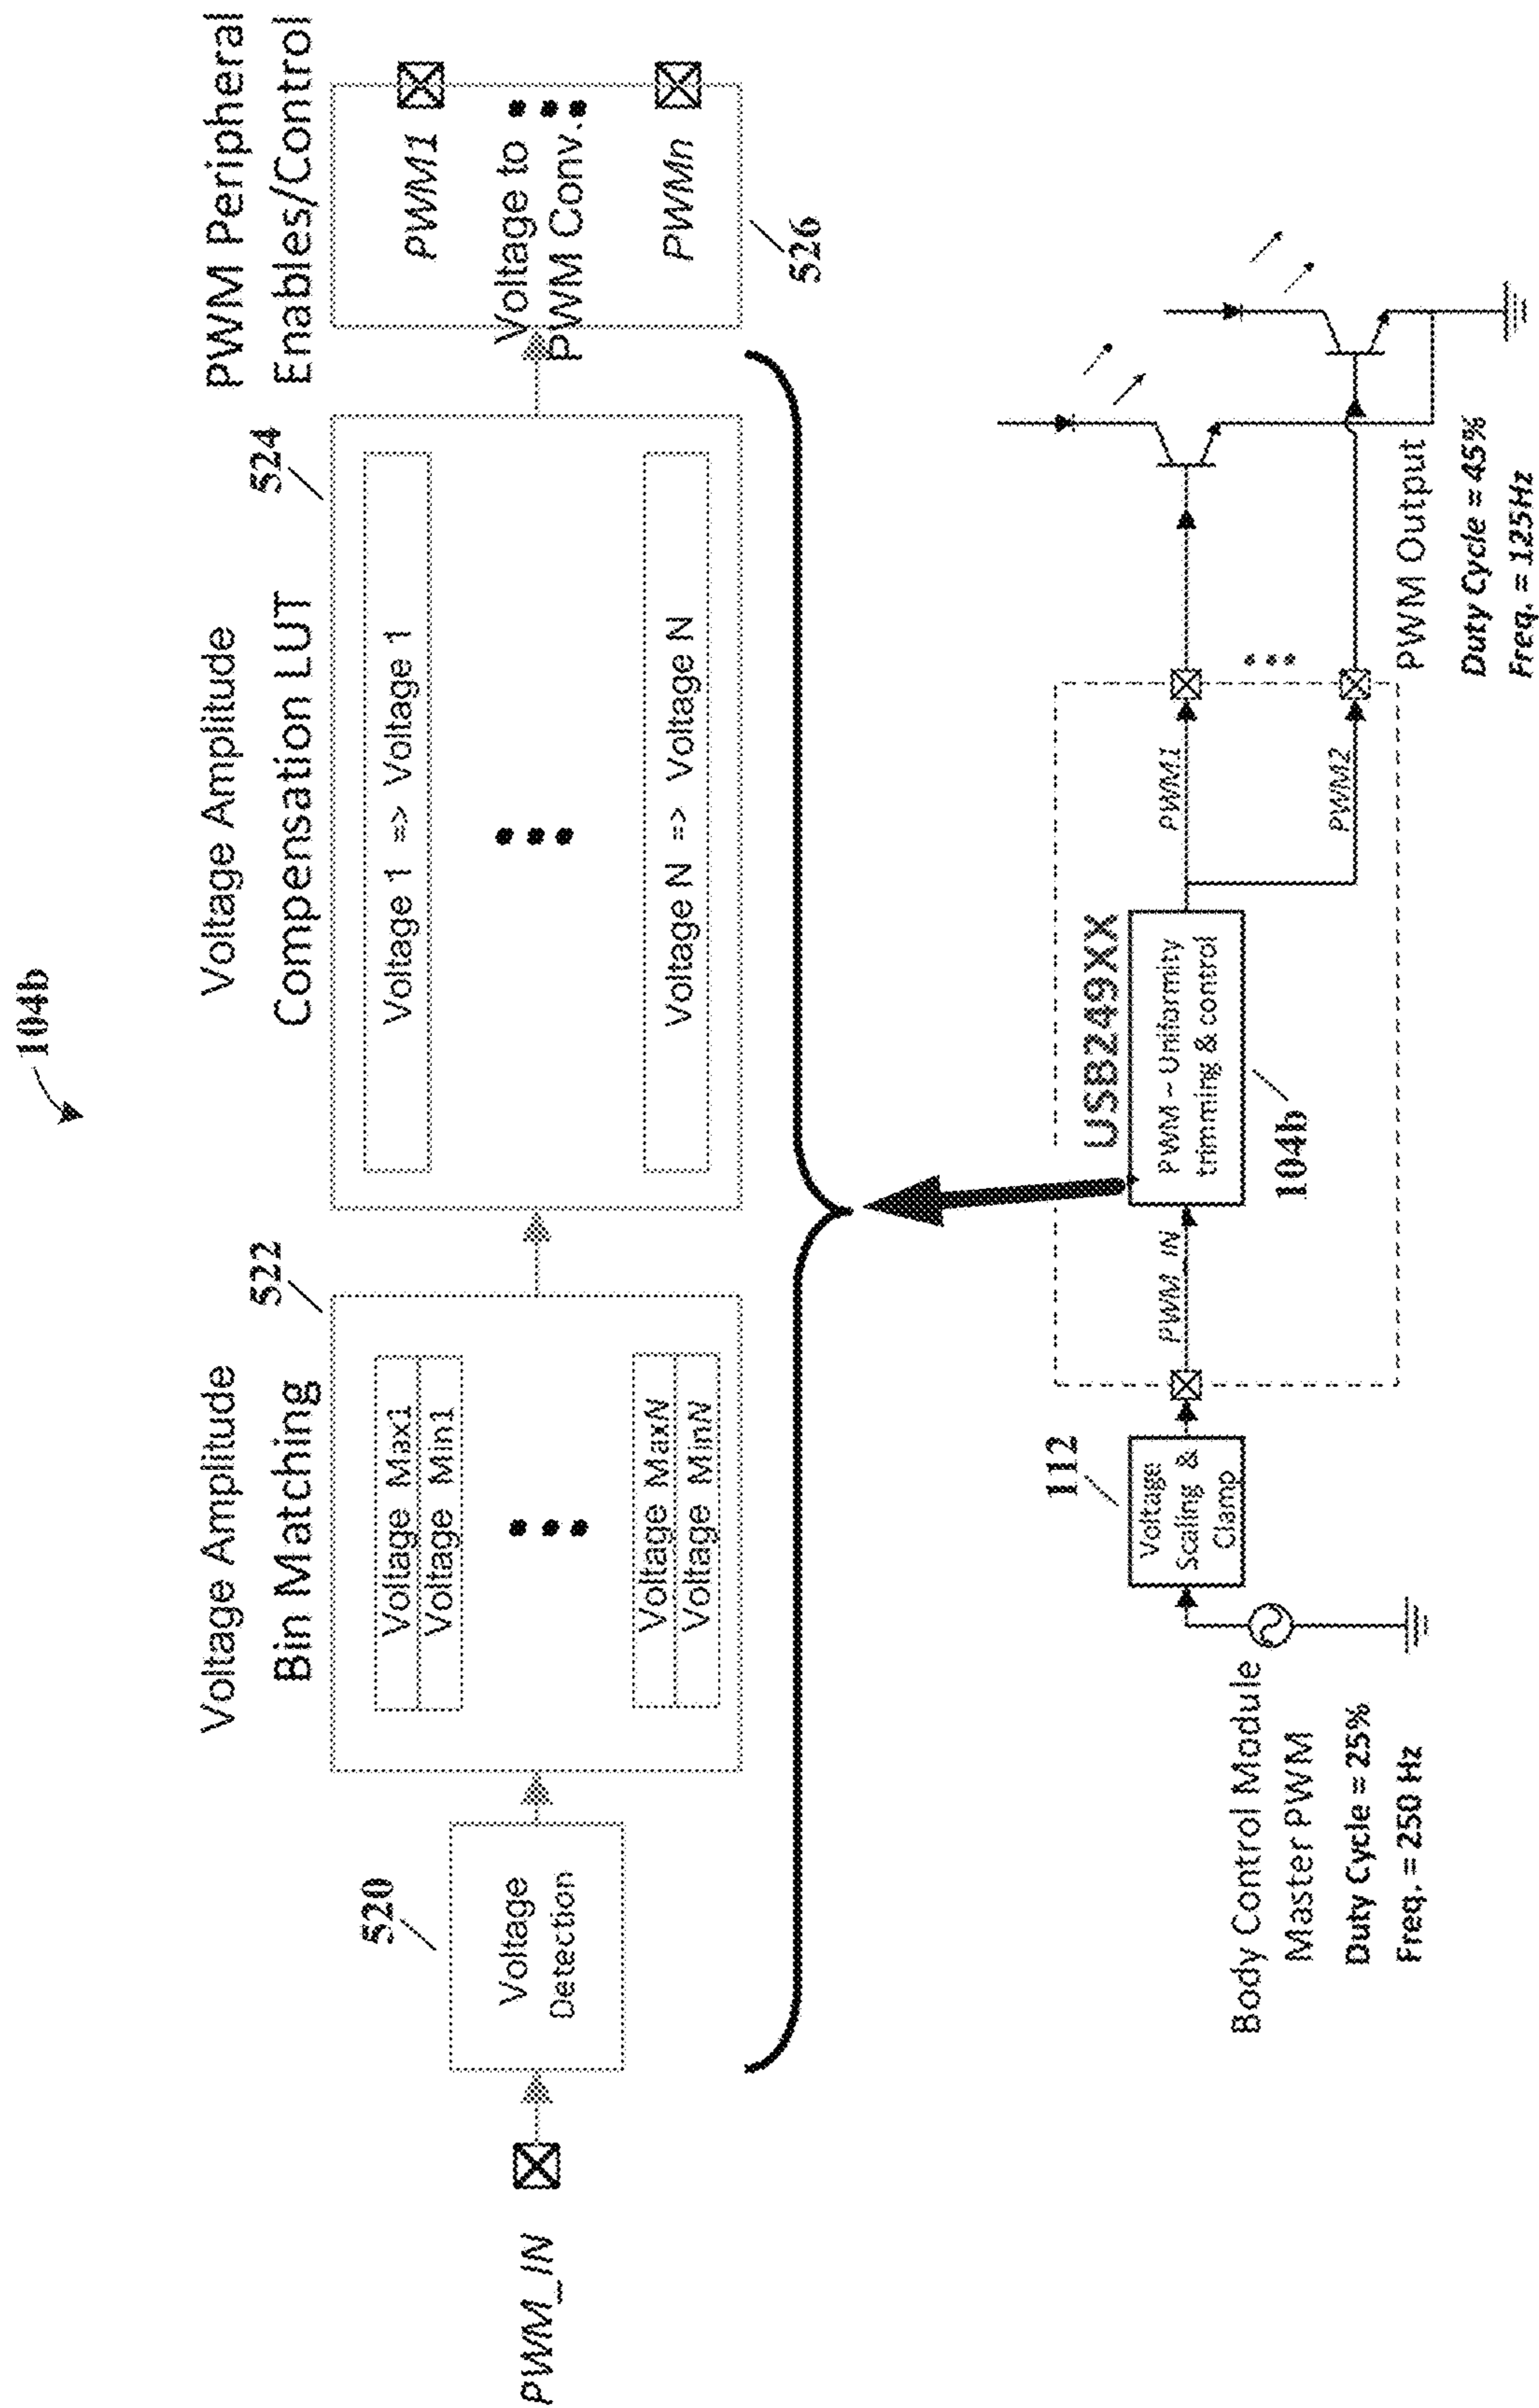 104b
PWM_IN
520
Voltage
Detection
Voltage Amplitude
Bin Matching
522
Voltage Max1
Voltage Min1
Voltage MaxN
Voltage MinN
Voltage Amplitude
Compensation LUT
524
Voltage 1 => Voltage 1
Voltage N => Voltage N
PWM Peripheral
Enables/Control
PWM1
Voltage to
PWM Conv.
PWMn
526
Body Control Module
Master PWM
Duty Cycle = 25%
Freq. = 250 Hz
112
Voltage
Scaling &
Clamp
PWM_IN
USB249XX
PWM – Uniformity
trimming & control
104b
PWM1
PWM2
PWM Output
Duty Cycle = 45%
Freq. = 125Hz